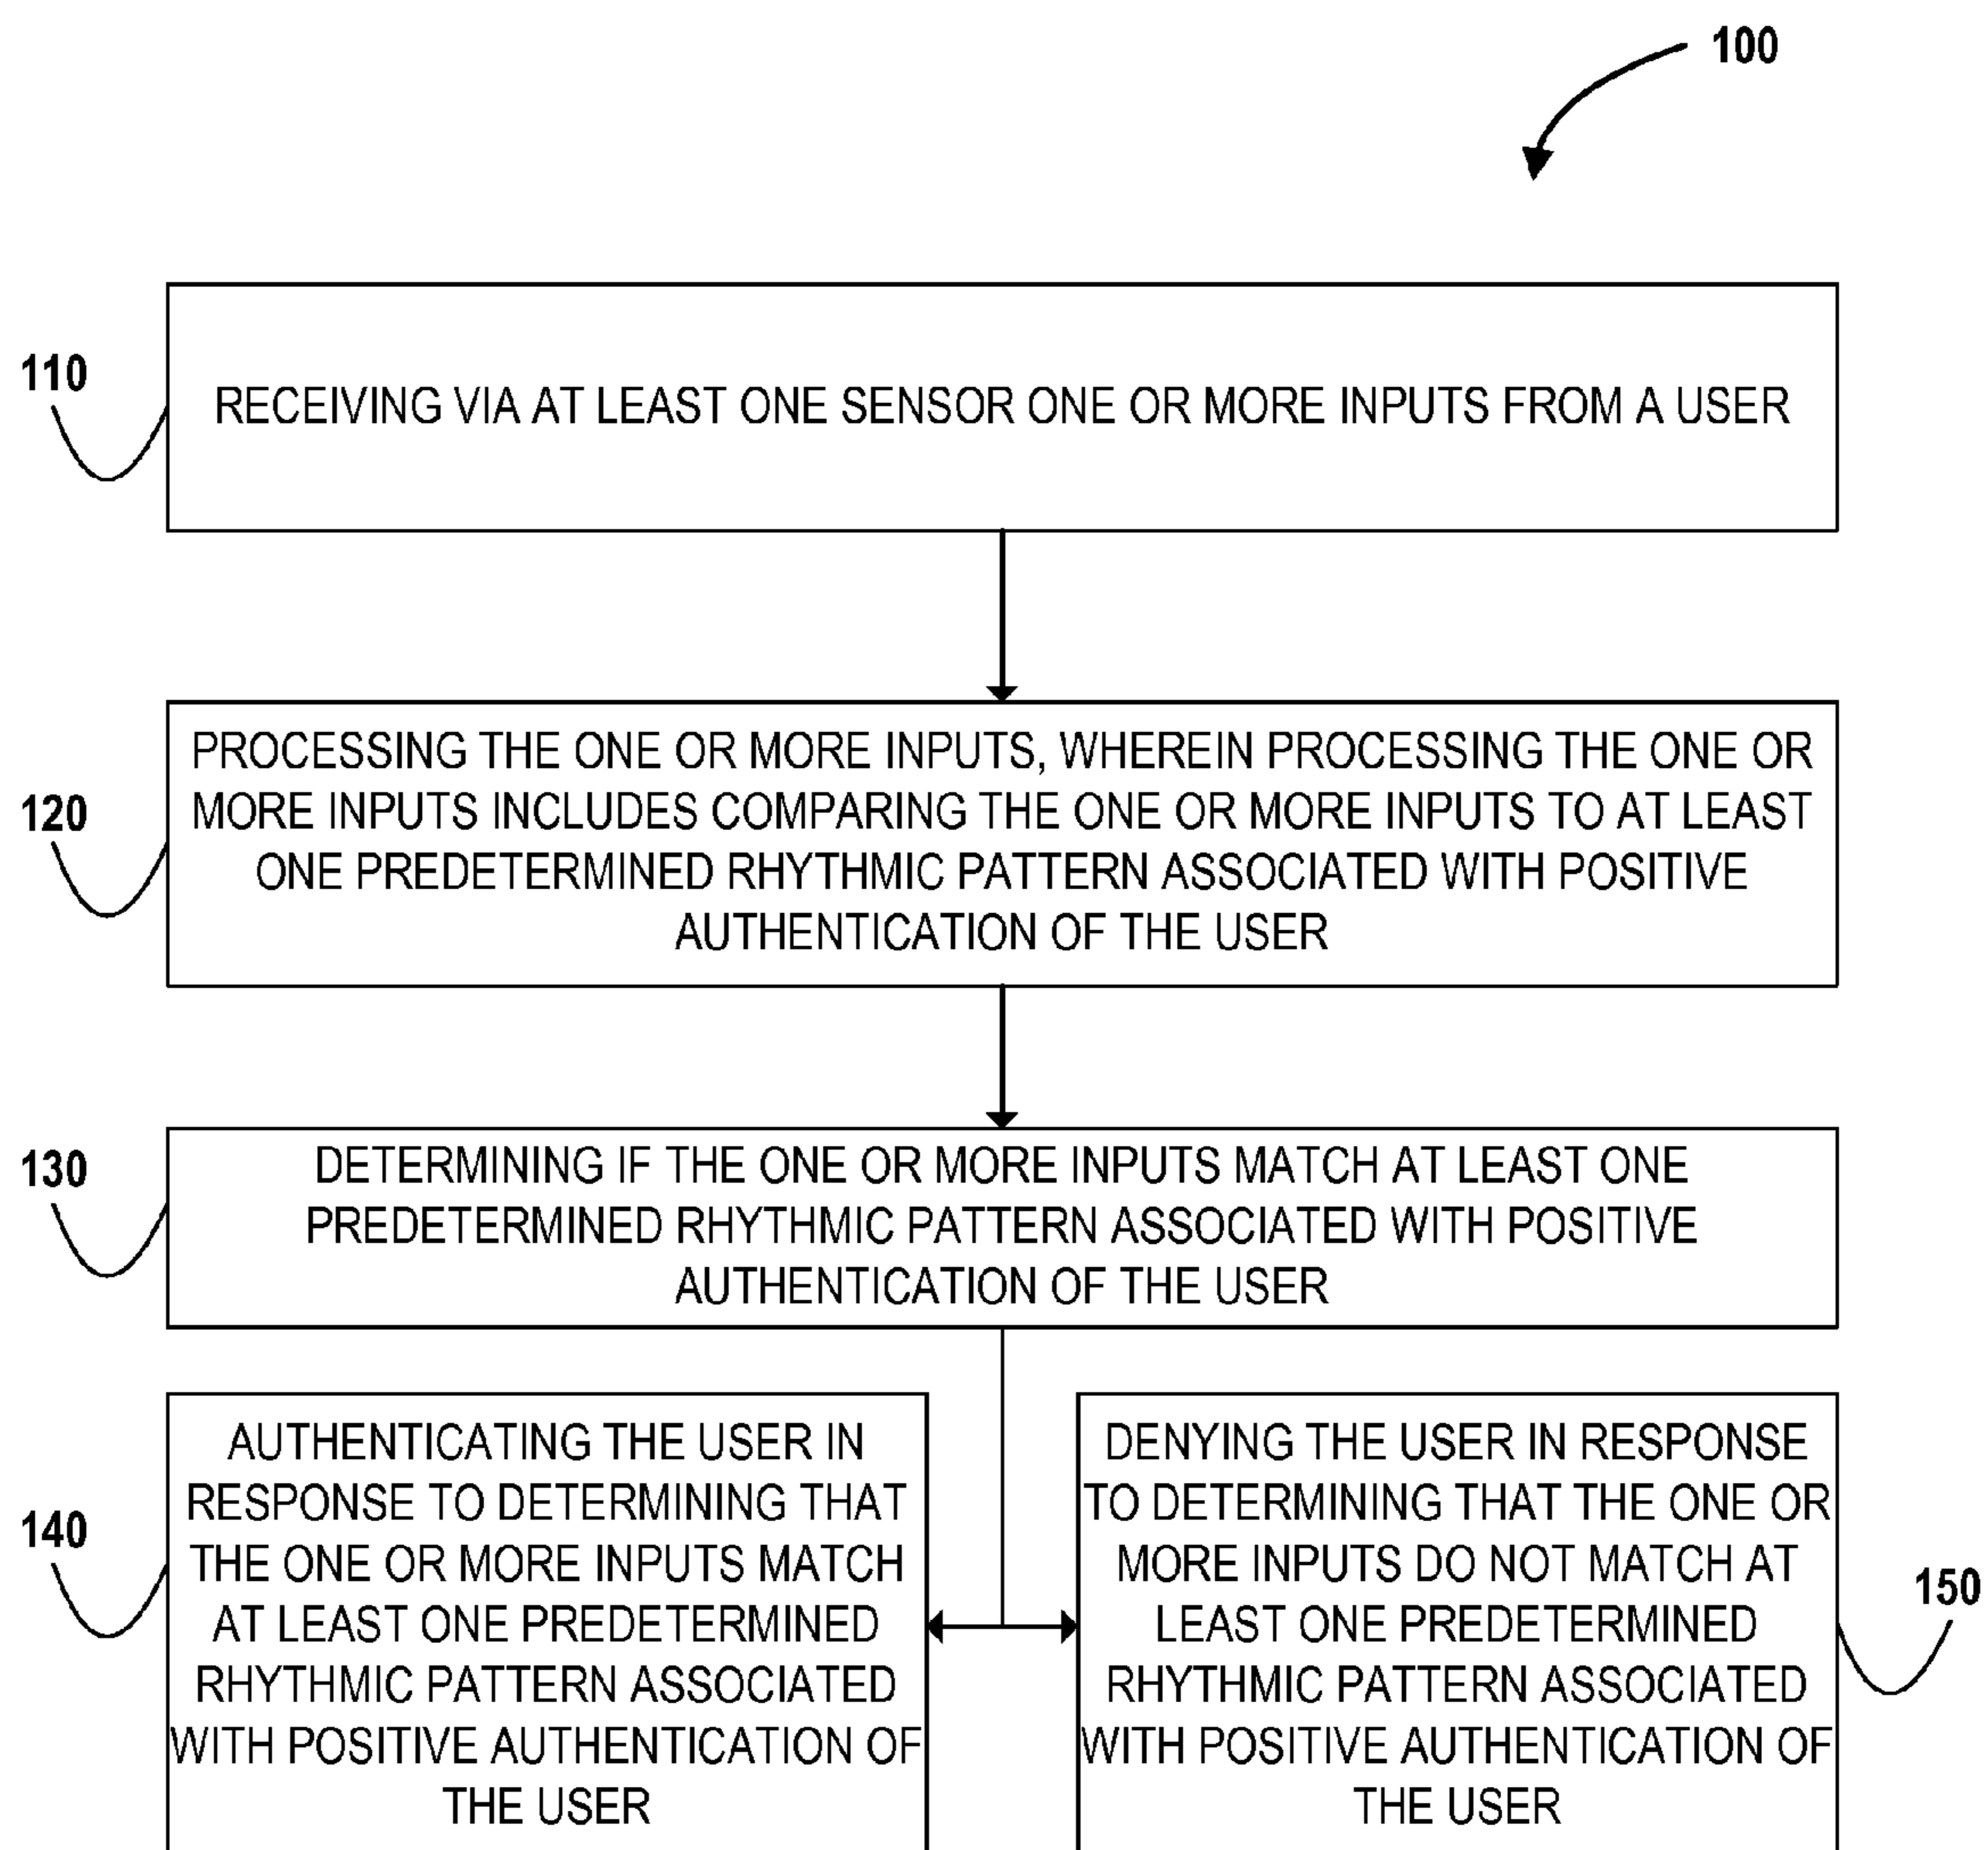 100
110
RECEIVING VIA AT LEAST ONE SENSOR ONE OR MORE INPUTS FROM A USER
120
PROCESSING THE ONE OR MORE INPUTS, WHEREIN PROCESSING THE ONE OR
MORE INPUTS INCLUDES COMPARING THE ONE OR MORE INPUTS TO AT LEAST
ONE PREDETERMINED RHYTHMIC PATTERN ASSOCIATED WITH POSITIVE
AUTHENTICATION OF THE USER
130
DETERMINING IF THE ONE OR MORE INPUTS MATCH AT LEAST ONE
PREDETERMINED RHYTHMIC PATTERN ASSOCIATED WITH POSITIVE
AUTHENTICATION OF THE USER
140
AUTHENTICATING THE USER IN
RESPONSE TO DETERMINING THAT
THE ONE OR MORE INPUTS MATCH
AT LEAST ONE PREDETERMINED
RHYTHMIC PATTERN ASSOCIATED
WITH POSITIVE AUTHENTICATION OF
THE USER
DENYING THE USER IN RESPONSE
TO DETERMINING THAT THE ONE OR
MORE INPUTS DO NOT MATCH AT
LEAST ONE PREDETERMINED
RHYTHMIC PATTERN ASSOCIATED
WITH POSITIVE AUTHENTICATION OF
THE USER
150